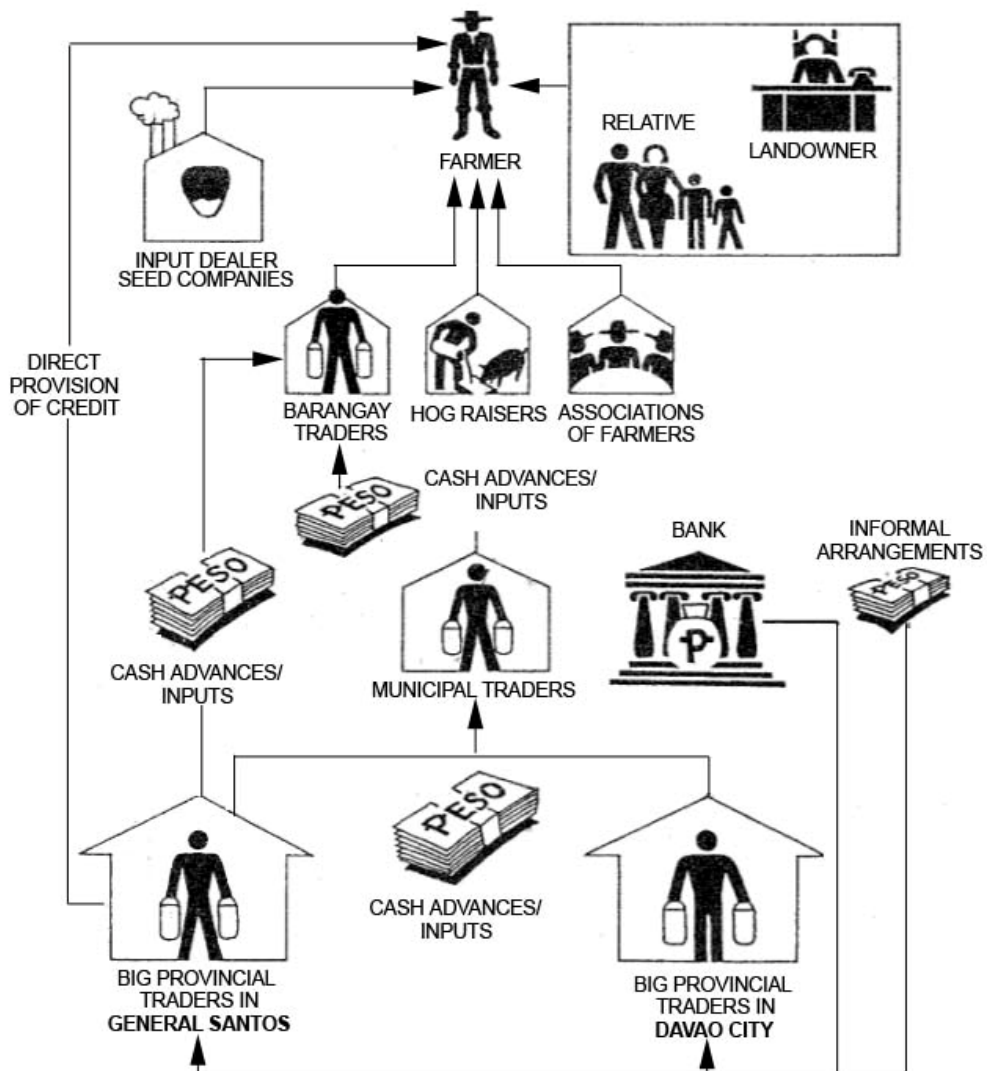 FARMER
RELATIVE
LANDOWNER
INPUT DEALER
SEED COMPANIES
DIRECT
PROVISION
OF CREDIT
BARANGAY
TRADERS
HOG RAISERS
ASSOCIATIONS
OF FARMERS
PESO
CASH ADVANCES/
INPUTS
BANK
INFORMAL
ARRANGEMENTS
PESO
PESO
P
CASH ADVANCES/
INPUTS
MUNICIPAL TRADERS
PESO
CASH ADVANCES/
INPUTS
BIG PROVINCIAL
TRADERS IN
GENERAL SANTOS
BIG PROVINCIAL
TRADERS IN
DAVAO CITY